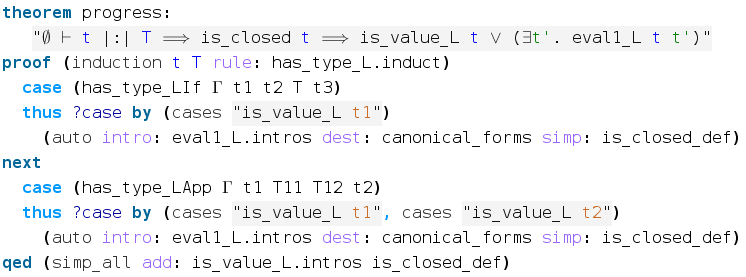 theorem progress:
"∅ ⊢ t |:| T ⟹ is_closed t ⟹ is_value_L t ∨ (∃t'. eval1_L t t')"
proof (induction t T rule: has_type_L.induct)
case (has_type_LIf Γ t1 t2 T t3)
thus ?case by (cases "is_value_L t1")
(auto intro: eval1_L.intros dest: canonical_forms simp: is_closed_def)
next
case (has_type_LApp Γ t1 T11 T12 t2)
thus ?case by (cases "is_value_L t1", cases "is_value_L t2")
(auto intro: eval1_L.intros dest: canonical_forms simp: is_closed_def)
qed (simp_all add: is_value_L.intros is_closed_def)